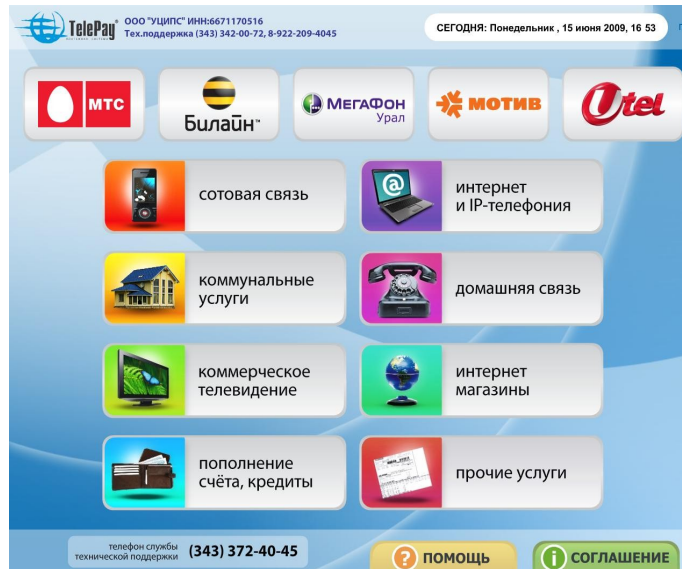 TelePay
ООО "УЦИПС" ИНН:6671170516
Тех.поддержка (343) 342-00-72, 8-922-209-4045
СЕГОДНЯ: Понедельник , 15 июня 2009, 16 53
МТС
Билайн™
МегаФон
Урал
МОТИВ
Utel
сотовая связь
интернет
и IP-телефония
коммунальные
услуги
домашняя связь
коммерческое
телевидение
интернет
магазины
пополнение
счёта, кредиты
прочие услуги
телефон службы
технической поддержки
(343) 372-40-45
? ПОМОЩЬ
i СОГЛАШЕНИЕ